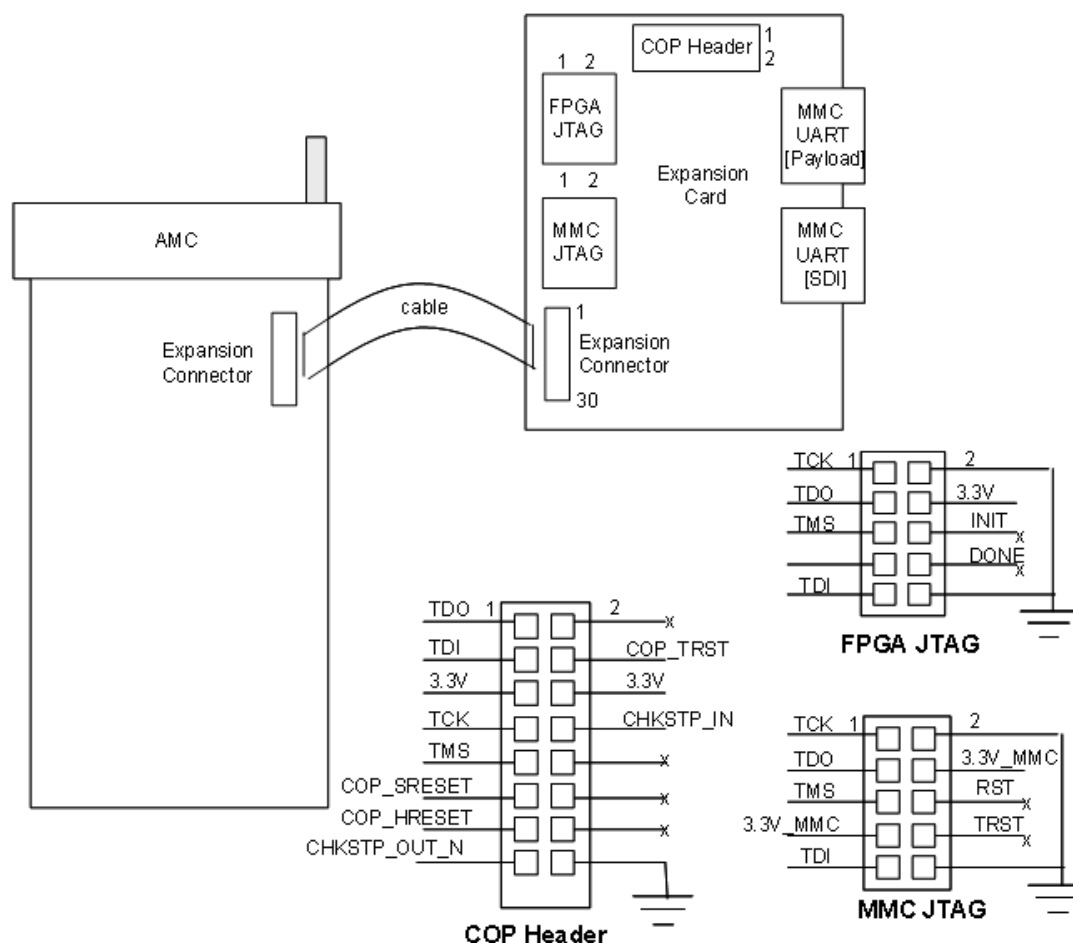 COP Header
1
2
1 2
FPGA
JTAG
MMC
UART
[Payload]
Expansion
Card
1 2
MMC
JTAG
MMC
UART
[SDI]
AMC
cable
1
Expansion
Connector
30
Expansion
Connector
TCK 1 2
TDO 3.3V
TMS INIT
x
DONE
x
TDI
FPGA JTAG
TDO 1 2
x
TDI COP_TRST
3.3V 3.3V
TCK CHKSTP_IN
TMS
x
COP_SRESET
x
COP_HRESET
x
CHKSTP_OUT_N
COP Header
TCK 1 2
TDO 3.3V_MMC
TMS RST
x
3.3V_MMC TRST
x
TDI
MMC JTAG